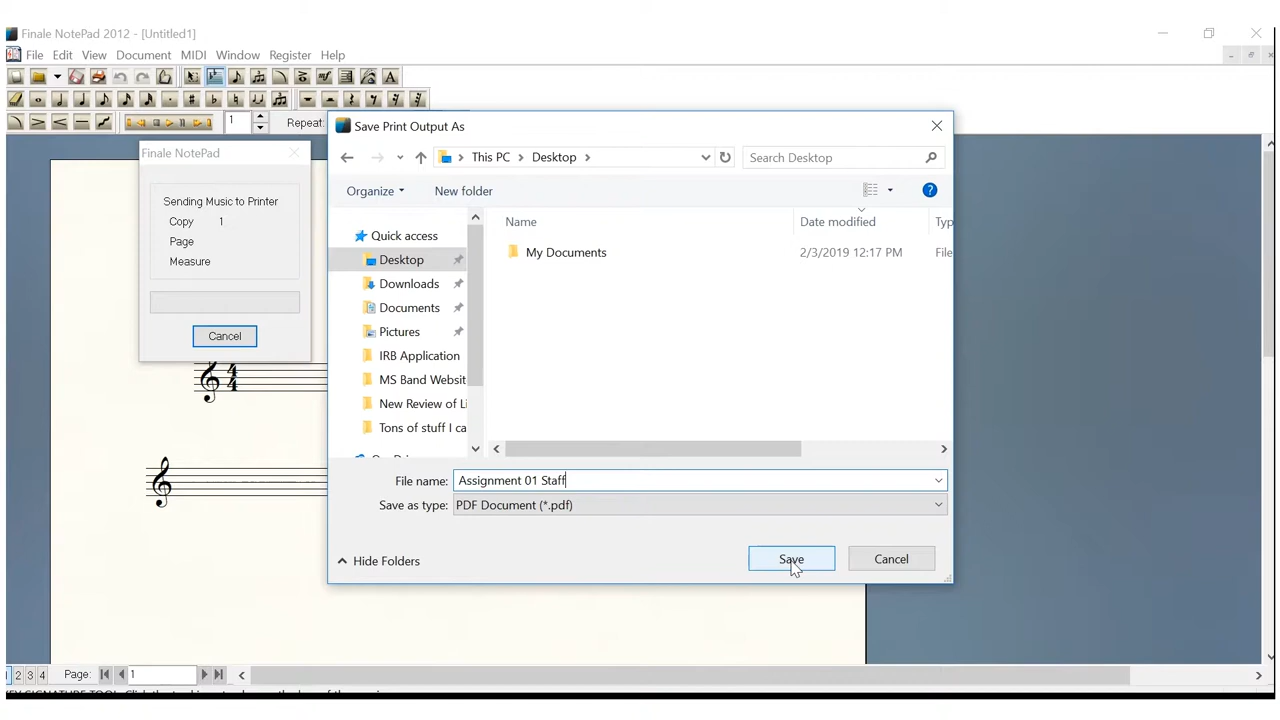 Finale NotePad 2012 - [Untitled1]
File Edit View Document MIDI Window Register Help
1 Repeat:
Save Print Output As
This PC Desktop
Search Desktop
Organize
New folder
Name Date modified Typ
Quick access
Desktop
Downloads
Documents
Pictures
IRB Application
MS Band Websit
New Review of Li
Tons of stuff I ca
My Documents 2/3/2019 12:17 PM File
File name: Assignment 01 Staff
Save as type: PDF Document (*.pdf)
Hide Folders
Save
Cancel
Finale NotePad
Sending Music to Printer
Copy 1
Page
Measure
Cancel
2 3 4 Page: 1